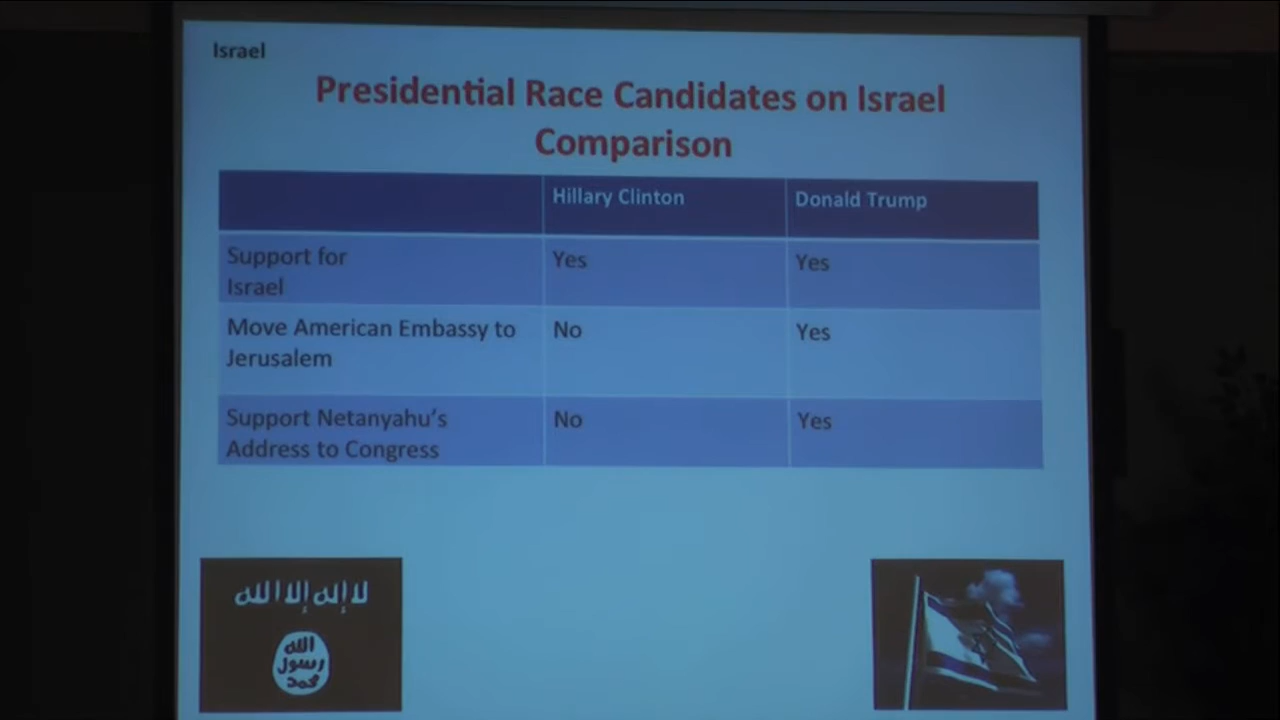 Israel
Presidential Race Candidates on Israel
Comparison
Hillary Clinton
Donald Trump
Support for
Israel
Yes
Yes
Move American Embassy to
Jerusalem
No
Yes
Support Netanyahu's
Address to Congress
No
Yes
لا إله إلا الله
الله
رسول
محمد